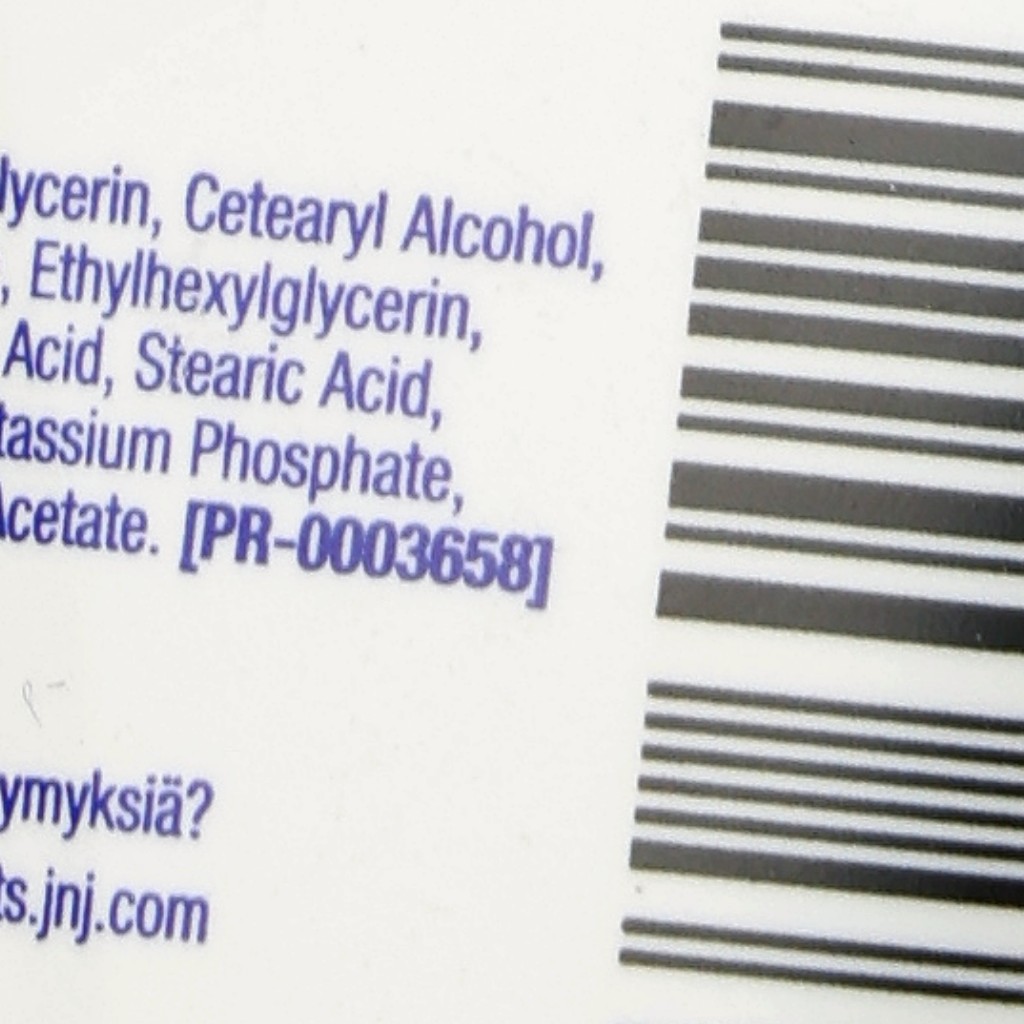 lycerin, Cetearyl Alcohol,
, Ethylhexylglycerin,
Acid, Stearic Acid,
tassium Phosphate,
Acetate. [PR-0003658]
ymyksiä?
ts.jnj.com